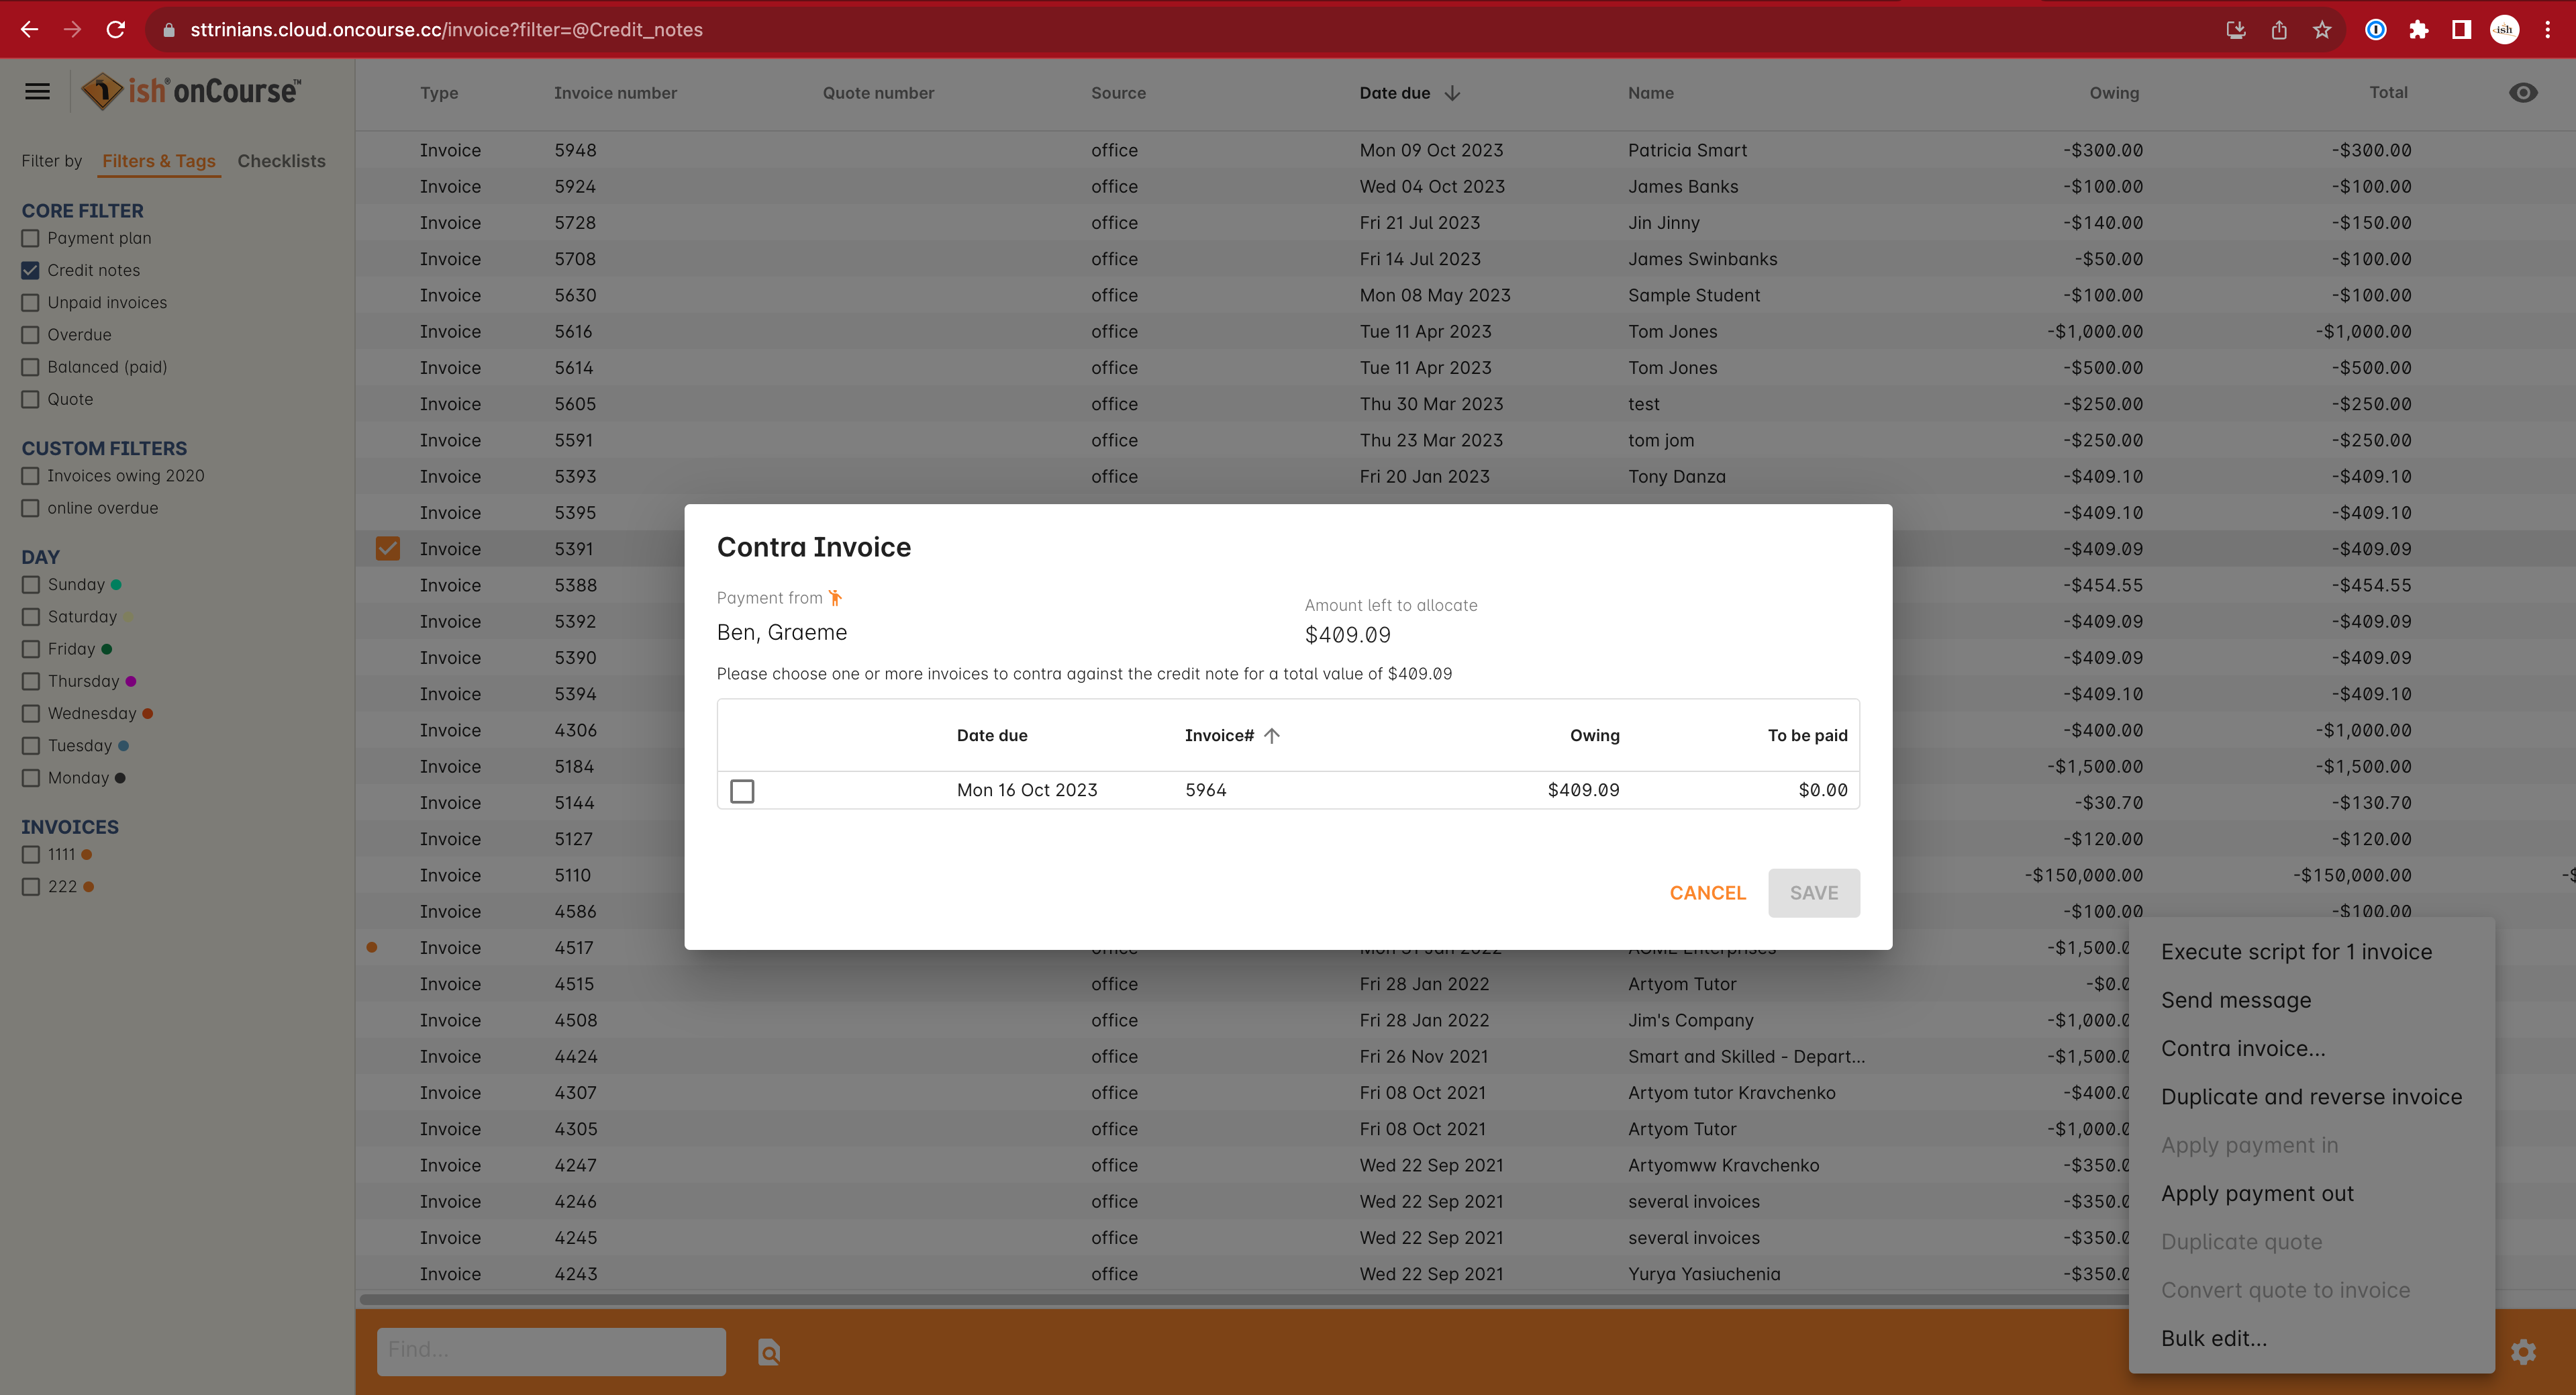 sttrinians.cloud.oncourse.cc/invoice?filter=@Credit_notes
ish
ish onCourse™
Filter by Filters & Tags Checklists
CORE FILTER
Payment plan
Credit notes
Unpaid invoices
Overdue
Balanced (paid)
Quote
CUSTOM FILTERS
Invoices owing 2020
online overdue
DAY
Sunday
Saturday
Friday
Thursday
Wednesday
Tuesday
Monday
INVOICES
1111
222
Type Invoice number Quote number Source Date due Name Owing Total
Invoice 5948 office Mon 09 Oct 2023 Patricia Smart -$300.00 -$300.00
Invoice 5924 office Wed 04 Oct 2023 James Banks -$100.00 -$100.00
Invoice 5728 office Fri 21 Jul 2023 Jin Jinny -$140.00 -$150.00
Invoice 5708 office Fri 14 Jul 2023 James Swinbanks -$50.00 -$100.00
Invoice 5630 office Mon 08 May 2023 Sample Student -$100.00 -$100.00
Invoice 5616 office Tue 11 Apr 2023 Tom Jones -$1,000.00 -$1,000.00
Invoice 5614 office Tue 11 Apr 2023 Tom Jones -$500.00 -$500.00
Invoice 5605 office Thu 30 Mar 2023 test -$250.00 -$250.00
Invoice 5591 office Thu 23 Mar 2023 tom jom -$250.00 -$250.00
Invoice 5393 office Fri 20 Jan 2023 Tony Danza -$409.10 -$409.10
Invoice 5395 -$409.10 -$409.10
Invoice 5391 -$409.09 -$409.09
Invoice 5388 -$454.55 -$454.55
Invoice 5392 -$409.09 -$409.09
Invoice 5390 -$409.09 -$409.09
Invoice 5394 -$409.10 -$409.10
Invoice 4306 -$400.00 -$1,000.00
Invoice 5184 -$1,500.00 -$1,500.00
Invoice 5144 -$30.70 -$130.70
Invoice 5127 -$120.00 -$120.00
Invoice 5110 -$150,000.00 -$150,000.00 -$
Invoice 4586 -$100.00 -$100.00
Invoice 4517 office Mon 31 Jan 2022 ACME Enterprises -$1,500.0
Invoice 4515 office Fri 28 Jan 2022 Artyom Tutor -$0.0
Invoice 4508 office Fri 28 Jan 2022 Jim's Company -$1,000.0
Invoice 4424 office Fri 26 Nov 2021 Smart and Skilled - Depart... -$1,500.0
Invoice 4307 office Fri 08 Oct 2021 Artyom tutor Kravchenko -$400.0
Invoice 4305 office Fri 08 Oct 2021 Artyom Tutor -$1,000.0
Invoice 4247 office Wed 22 Sep 2021 Artyomww Kravchenko -$350.0
Invoice 4246 office Wed 22 Sep 2021 several invoices -$350.0
Invoice 4245 office Wed 22 Sep 2021 several invoices -$350.0
Invoice 4243 office Wed 22 Sep 2021 Yurya Yasiuchenia -$350.0
Contra Invoice
Payment from
Ben, Graeme
Amount left to allocate
$409.09
Please choose one or more invoices to contra against the credit note for a total value of $409.09
Date due Invoice# Owing To be paid
Mon 16 Oct 2023 5964 $409.09 $0.00
CANCEL SAVE
Execute script for 1 invoice
Send message
Contra invoice...
Duplicate and reverse invoice
Apply payment in
Apply payment out
Duplicate quote
Convert quote to invoice
Bulk edit...
Find...